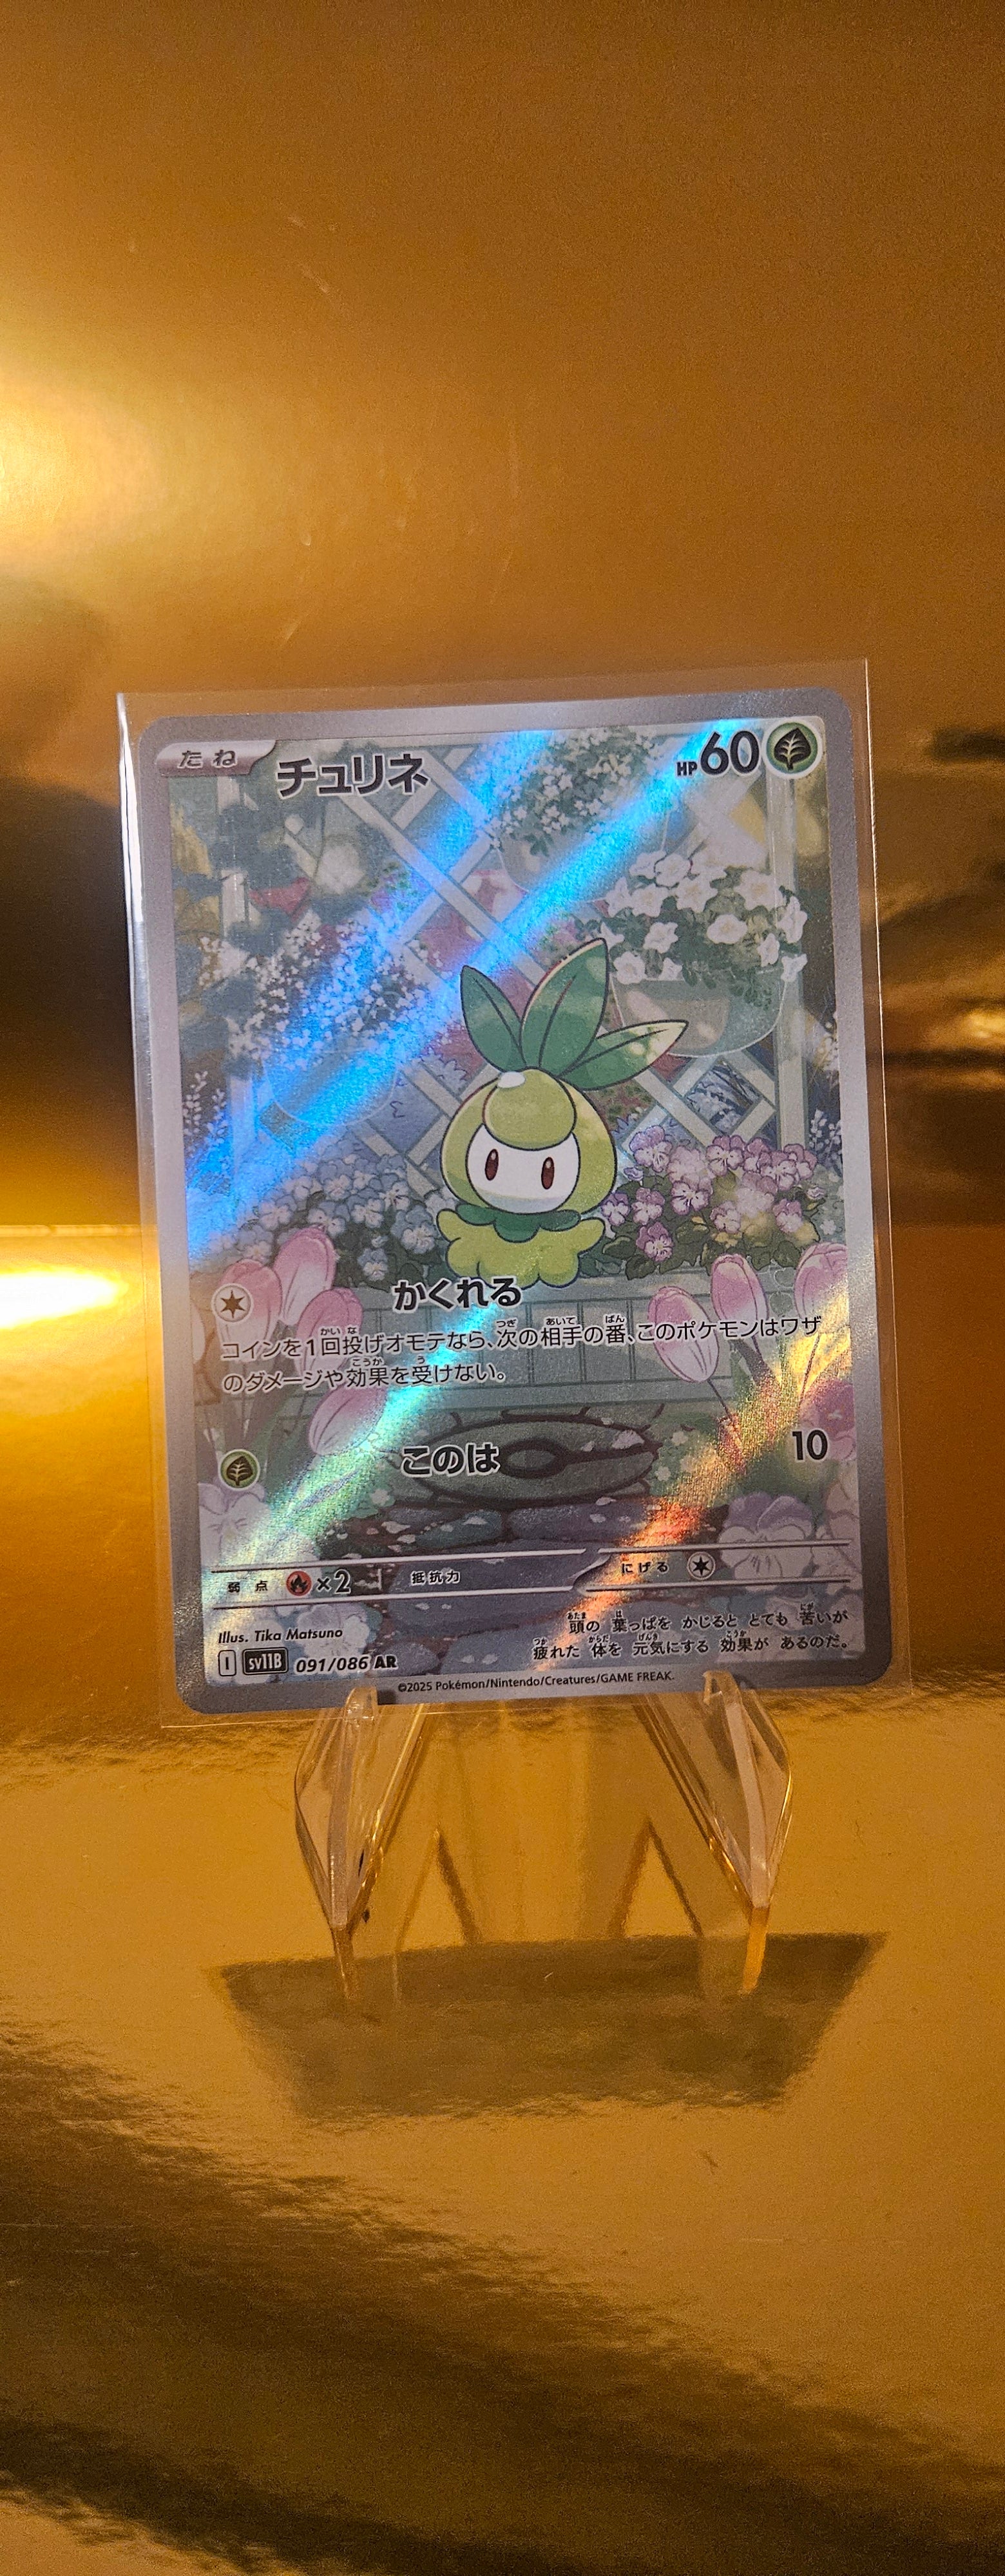 たね チュリネ HP60
かくれる
コインを1回投げオモテなら、次の相手の番、このポケモンはワザ
のダメージや効果を受けない。
このは 10
弱点 ×2 抵抗力 にげる
頭の 葉っぱを かじると とても 苦いが
疲れた 体を 元気にする 効果が あるのだ。
Illus. Tika Matsuno
I sv11B 091/086 AR
©2025 Pokémon/Nintendo/Creatures/GAME FREAK.